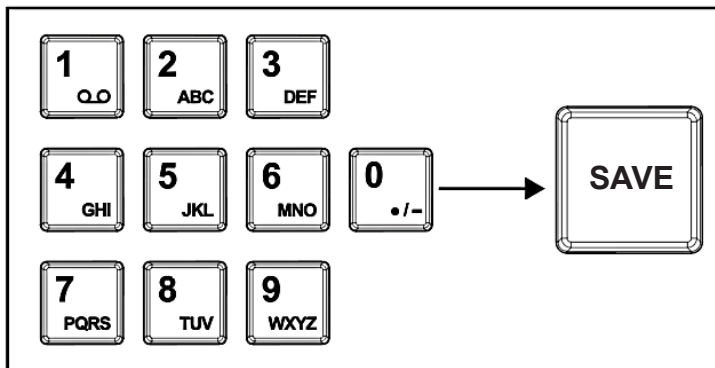 1 2 3
ABC DEF
4 5 6 0
GHI JKL MNO •/–
SAVE
7 8 9
PQRS TUV WXYZ